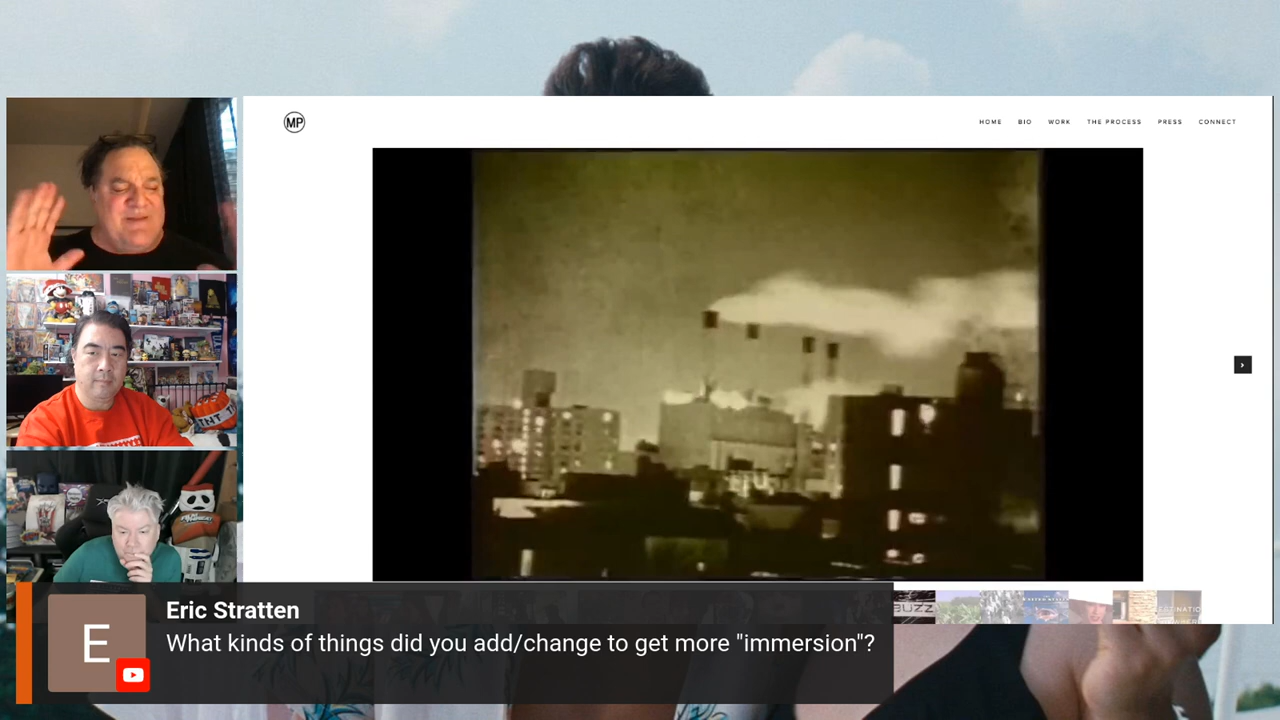 MP
HOME BIO WORK THE PROCESS PRESS CONNECT
BUZZ
E
Eric Stratten
What kinds of things did you add/change to get more "immersion"?